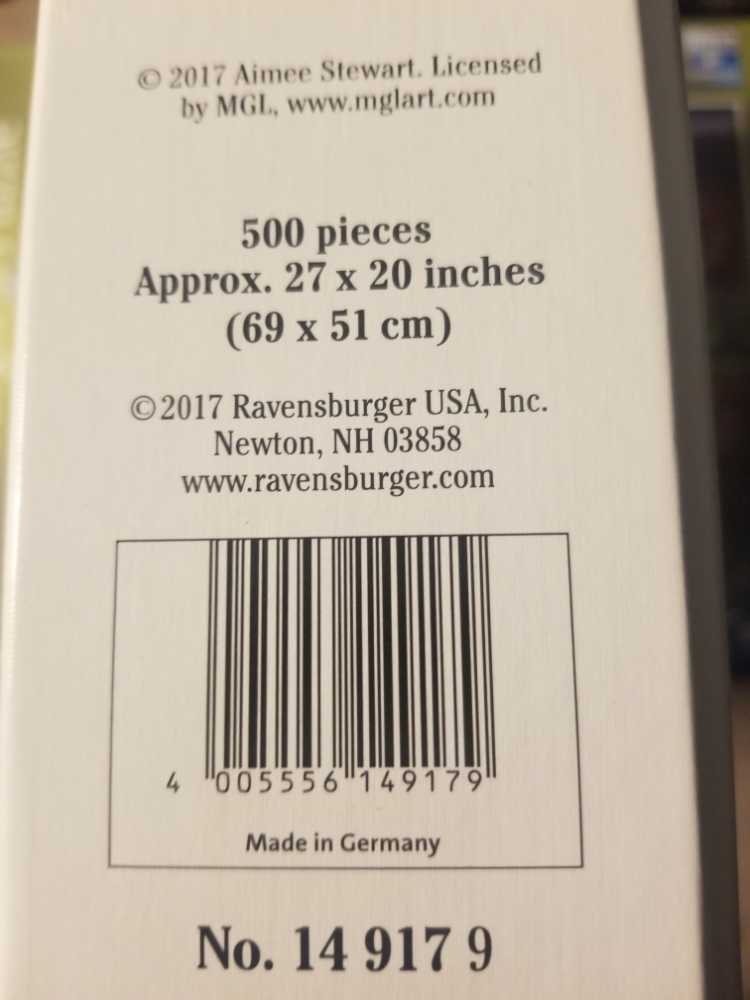 © 2017 Aimee Stewart. Licensed
by MGL, www.mglart.com
500 pieces
Approx. 27 x 20 inches
(69 x 51 cm)
©2017 Ravensburger USA, Inc.
Newton, NH 03858
www.ravensburger.com
4 005556 149179
Made in Germany
No. 14 917 9